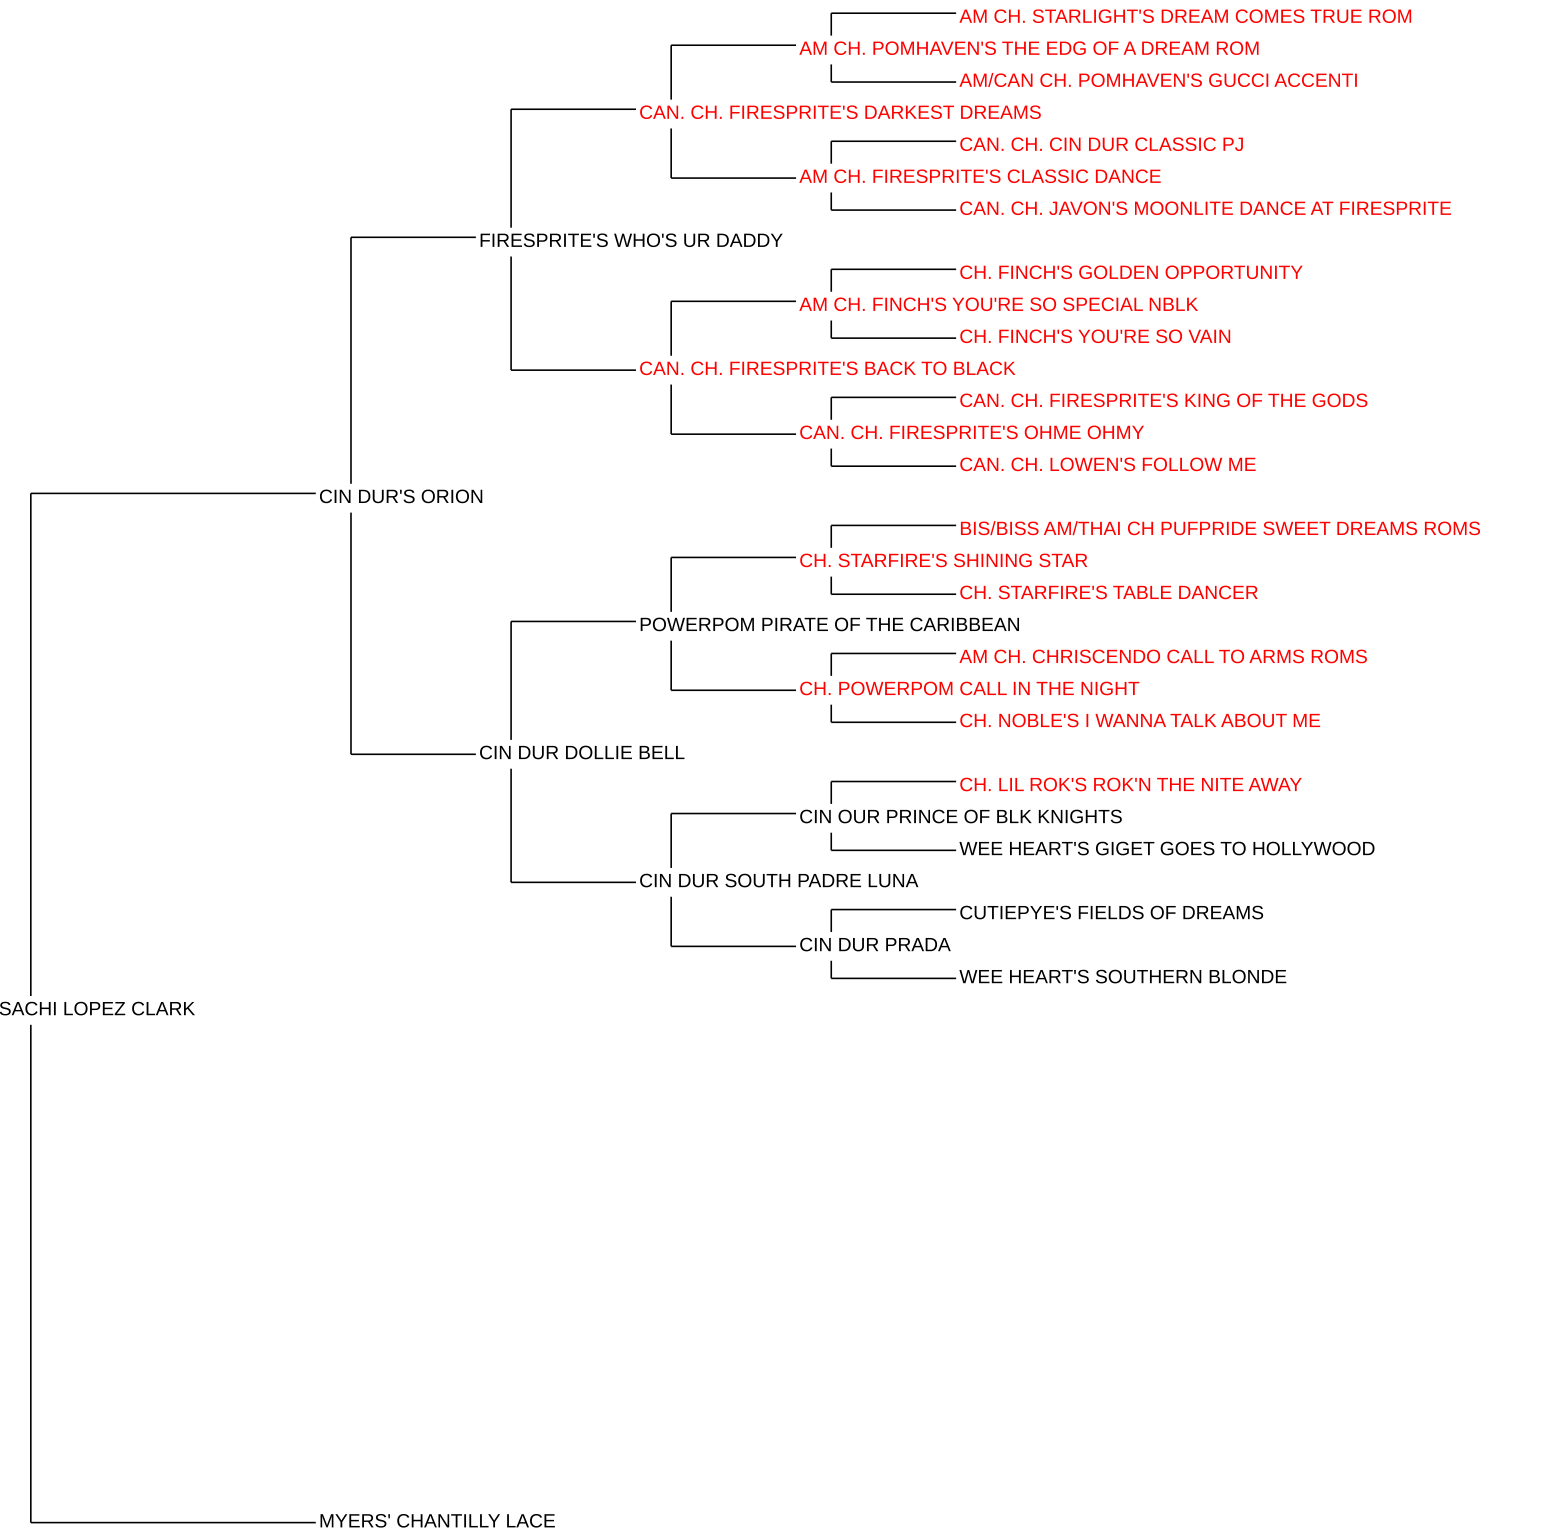 AM CH. STARLIGHT'S DREAM COMES TRUE ROM
AM CH. POMHAVEN'S THE EDG OF A DREAM ROM
AM/CAN CH. POMHAVEN'S GUCCI ACCENTI
CAN. CH. FIRESPRITE'S DARKEST DREAMS
CAN. CH. CIN DUR CLASSIC PJ
AM CH. FIRESPRITE'S CLASSIC DANCE
CAN. CH. JAVON'S MOONLITE DANCE AT FIRESPRITE
FIRESPRITE'S WHO'S UR DADDY
CH. FINCH'S GOLDEN OPPORTUNITY
AM CH. FINCH'S YOU'RE SO SPECIAL NBLK
CH. FINCH'S YOU'RE SO VAIN
CAN. CH. FIRESPRITE'S BACK TO BLACK
CAN. CH. FIRESPRITE'S KING OF THE GODS
CAN. CH. FIRESPRITE'S OHME OHMY
CAN. CH. LOWEN'S FOLLOW ME
CIN DUR'S ORION
BIS/BISS AM/THAI CH PUFPRIDE SWEET DREAMS ROMS
CH. STARFIRE'S SHINING STAR
CH. STARFIRE'S TABLE DANCER
POWERPOM PIRATE OF THE CARIBBEAN
AM CH. CHRISCENDO CALL TO ARMS ROMS
CH. POWERPOM CALL IN THE NIGHT
CH. NOBLE'S I WANNA TALK ABOUT ME
CIN DUR DOLLIE BELL
CH. LIL ROK'S ROK'N THE NITE AWAY
CIN OUR PRINCE OF BLK KNIGHTS
WEE HEART'S GIGET GOES TO HOLLYWOOD
CIN DUR SOUTH PADRE LUNA
CUTIEPYE'S FIELDS OF DREAMS
CIN DUR PRADA
WEE HEART'S SOUTHERN BLONDE
SACHI LOPEZ CLARK
MYERS' CHANTILLY LACE